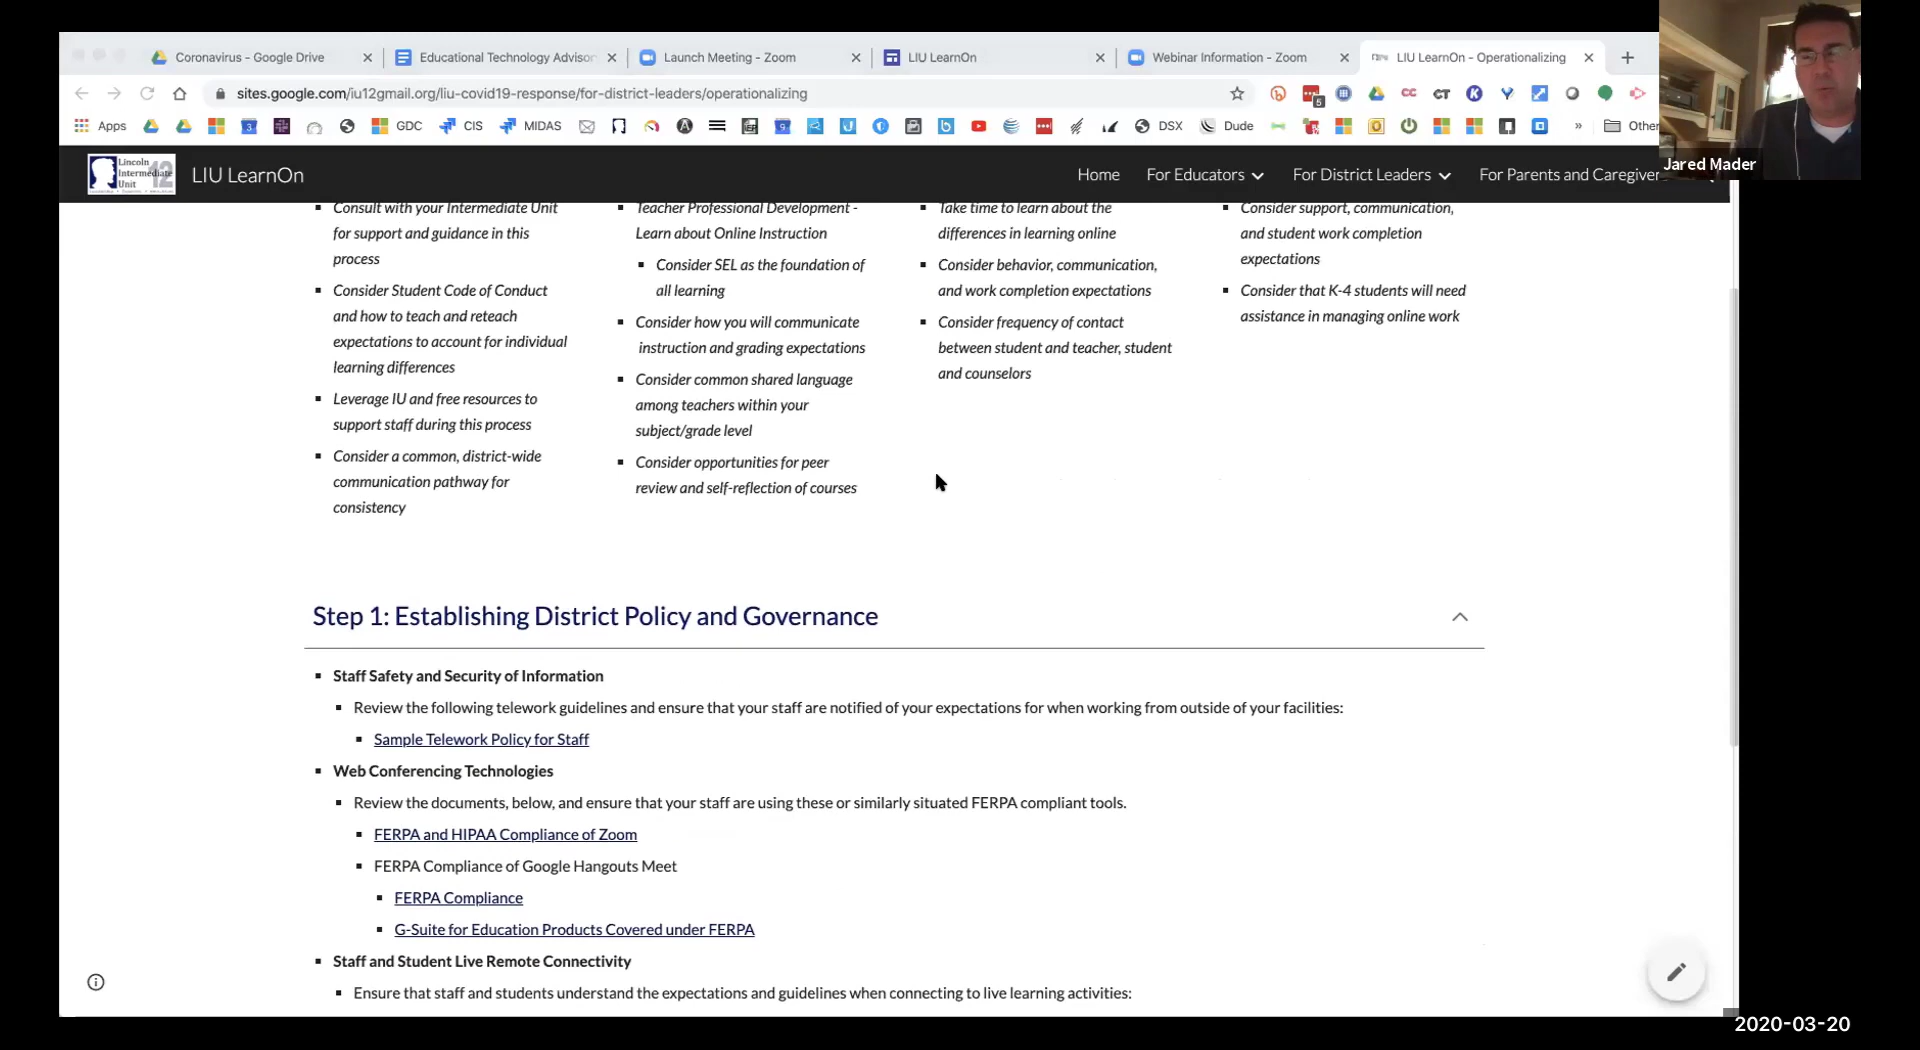 Coronavirus - Google Drive
Educational Technology Advisor
Launch Meeting - Zoom
LIU LearnOn
Webinar Information - Zoom
LIU LearnOn - Operationalizing
sites.google.com/iu12gmail.org/liu-covid19-response/for-district-leaders/operationalizing
Apps
GDC
CIS
MIDAS
DSX
Dude
Other
Jared Mader
Lincoln
Intermediate
Unit
12
LIU LearnOn
Home
For Educators
For District Leaders
For Parents and Caregiver
Consult with your Intermediate Unit
for support and guidance in this
process
Consider Student Code of Conduct
and how to teach and reteach
expectations to account for individual
learning differences
Leverage IU and free resources to
support staff during this process
Consider a common, district-wide
communication pathway for
consistency
Teacher Professional Development -
Learn about Online Instruction
Consider SEL as the foundation of
all learning
Consider how you will communicate
instruction and grading expectations
Consider common shared language
among teachers within your
subject/grade level
Consider opportunities for peer
review and self-reflection of courses
Take time to learn about the
differences in learning online
Consider behavior, communication,
and work completion expectations
Consider frequency of contact
between student and teacher, student
and counselors
Consider support, communication,
and student work completion
expectations
Consider that K-4 students will need
assistance in managing online work
Step 1: Establishing District Policy and Governance
Staff Safety and Security of Information
Review the following telework guidelines and ensure that your staff are notified of your expectations for when working from outside of your facilities:
Sample Telework Policy for Staff
Web Conferencing Technologies
Review the documents, below, and ensure that your staff are using these or similarly situated FERPA compliant tools.
FERPA and HIPAA Compliance of Zoom
FERPA Compliance of Google Hangouts Meet
FERPA Compliance
G-Suite for Education Products Covered under FERPA
Staff and Student Live Remote Connectivity
Ensure that staff and students understand the expectations and guidelines when connecting to live learning activities:
2020-03-20